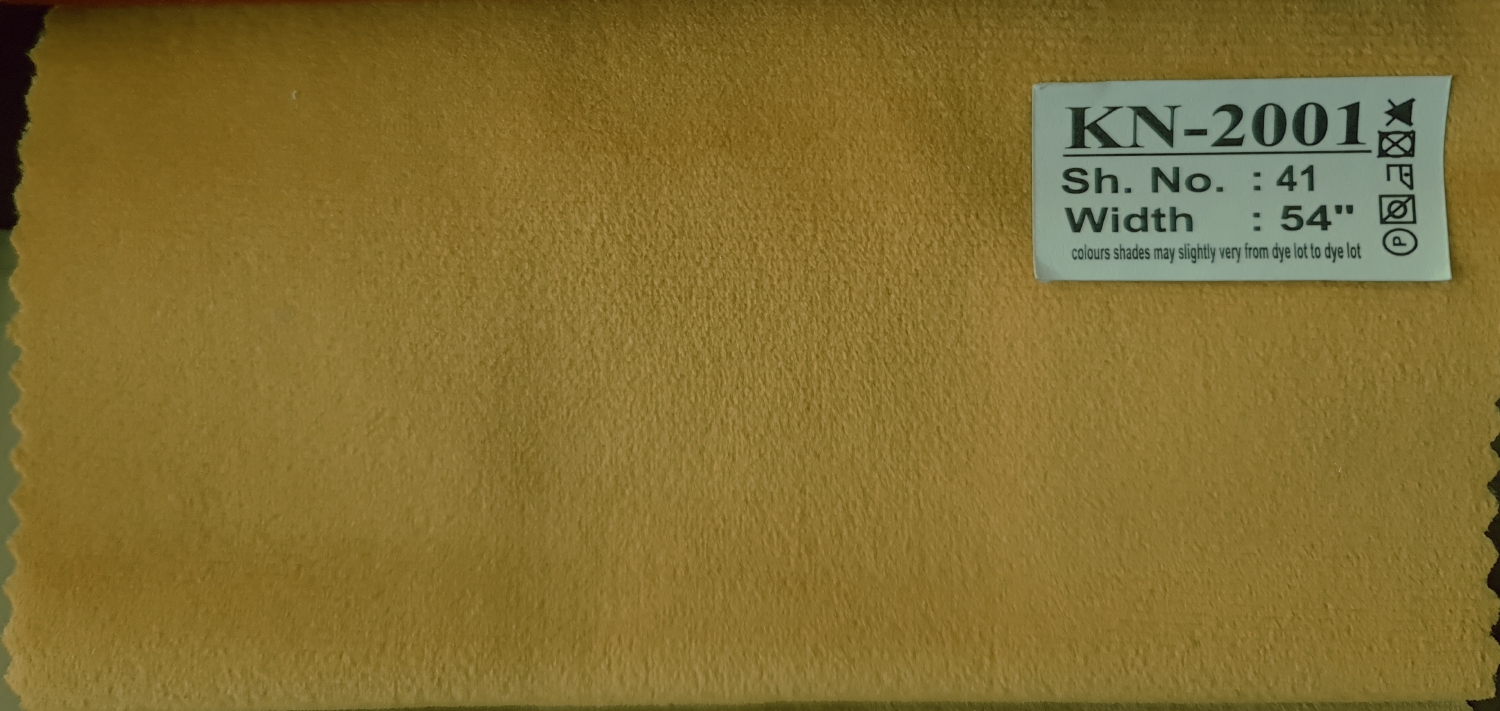 KN-2001
Sh. No. : 41
Width : 54"
colours shades may slightly very from dye lot to dye lot
P